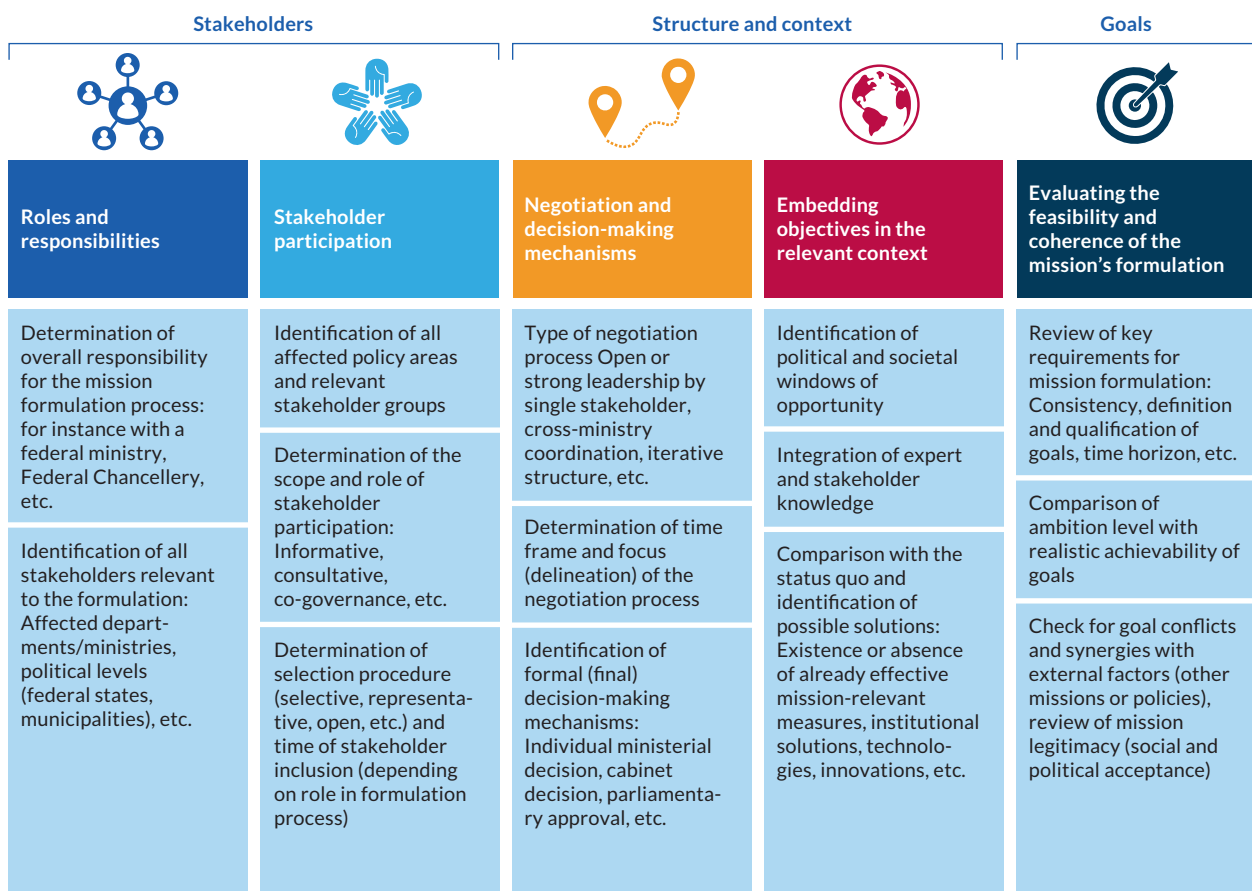 Stakeholders
Structure and context
Goals
Roles and
responsibilities
Stakeholder
participation
Negotiation and
decision-making
mechanisms
Embedding
objectives in the
relevant context
Evaluating the
feasibility and
coherence of the
mission’s formulation
Determination of
overall responsibility
for the mission
formulation process:
for instance with a
federal ministry,
Federal Chancellery,
etc.
Identification of all
stakeholders relevant
to the formulation:
Affected depart-
ments/ministries,
political levels
(federal states,
municipalities), etc.
Identification of all
affected policy areas
and relevant
stakeholder groups
Determination of the
scope and role of
stakeholder
participation:
Informative,
consultative,
co-governance, etc.
Determination of
selection procedure
(selective, representa-
tive, open, etc.) and
time of stakeholder
inclusion (depending
on role in formulation
process)
Type of negotiation
process Open or
strong leadership by
single stakeholder,
cross-ministry
coordination, iterative
structure, etc.
Determination of time
frame and focus
(delineation) of the
negotiation process
Identification of
formal (final)
decision-making
mechanisms:
Individual ministerial
decision, cabinet
decision, parliamenta-
ry approval, etc.
Identification of
political and societal
windows of
opportunity
Integration of expert
and stakeholder
knowledge
Comparison with the
status quo and
identification of
possible solutions:
Existence or absence
of already effective
mission-relevant
measures, institutional
solutions, technolo-
gies, innovations, etc.
Review of key
requirements for
mission formulation:
Consistency, definition
and qualification of
goals, time horizon, etc.
Comparison of
ambition level with
realistic achievability of
goals
Check for goal conflicts
and synergies with
external factors (other
missions or policies),
review of mission
legitimacy (social and
political acceptance)